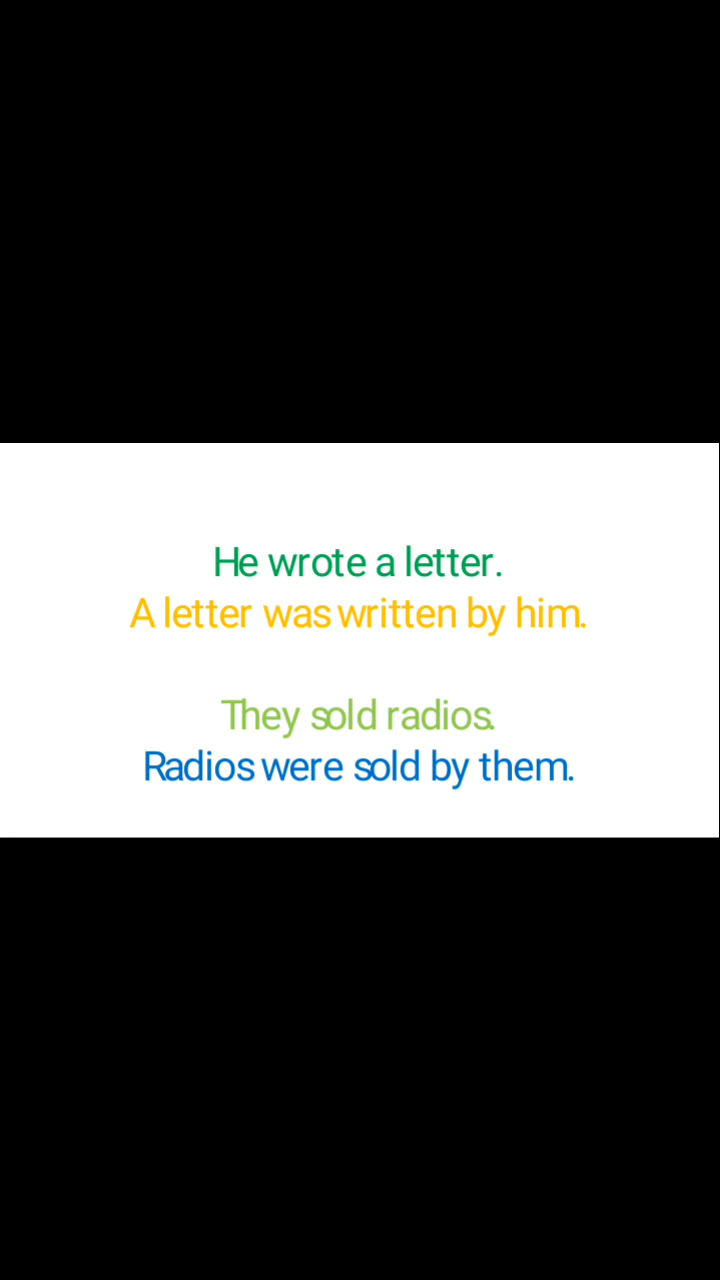 He wrote a letter.
A letter was written by him.
They sold radios.
Radios were sold by them.